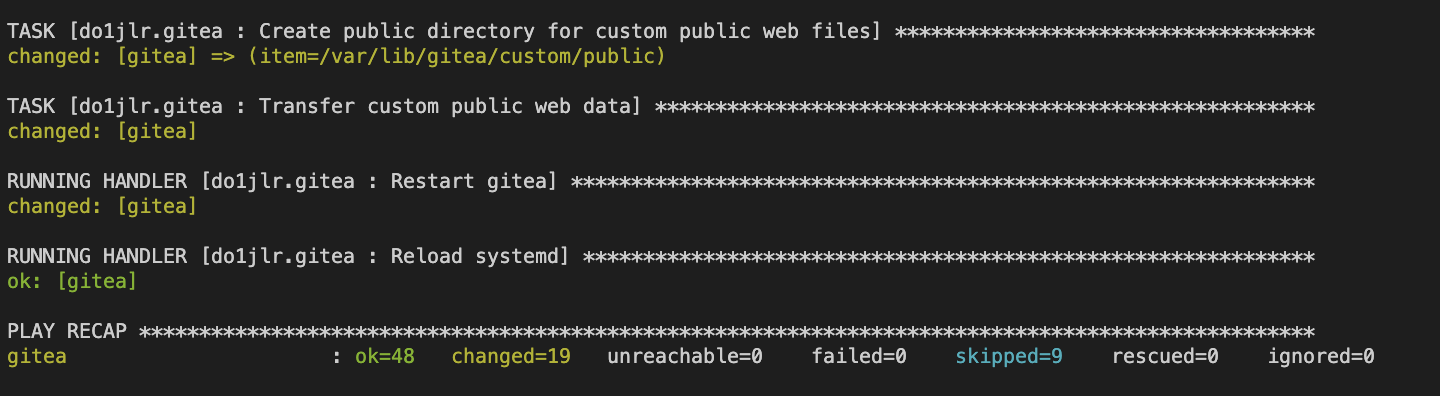 TASK [do1jlr.gitea : Create public directory for custom public web files] ***********************************
changed: [gitea] => (item=/var/lib/gitea/custom/public)
TASK [do1jlr.gitea : Transfer custom public web data] *******************************************************
changed: [gitea]
RUNNING HANDLER [do1jlr.gitea : Restart gitea] **************************************************************
changed: [gitea]
RUNNING HANDLER [do1jlr.gitea : Reload systemd] *************************************************************
ok: [gitea]
PLAY RECAP **************************************************************************************************
gitea                      : ok=48   changed=19   unreachable=0    failed=0    skipped=9    rescued=0    ignored=0